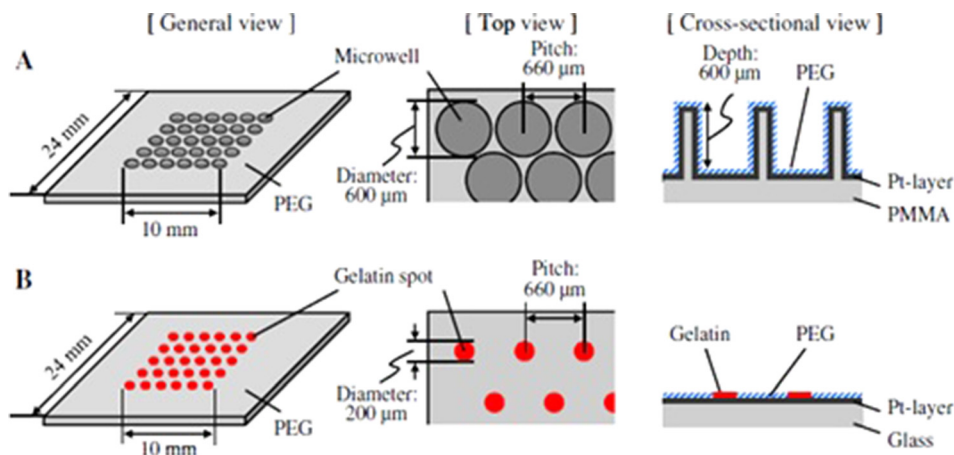 [ General view ]
[ Top view ]
[ Cross-sectional view ]
A
Microwell
24 mm
10 mm
PEG
Pitch:
660 μm
Diameter:
600 μm
Depth:
600 μm
PEG
Pt-layer
PMMA
B
Gelatin spot
24 mm
10 mm
PEG
Pitch:
660 μm
Diameter:
200 μm
Gelatin
PEG
Pt-layer
Glass